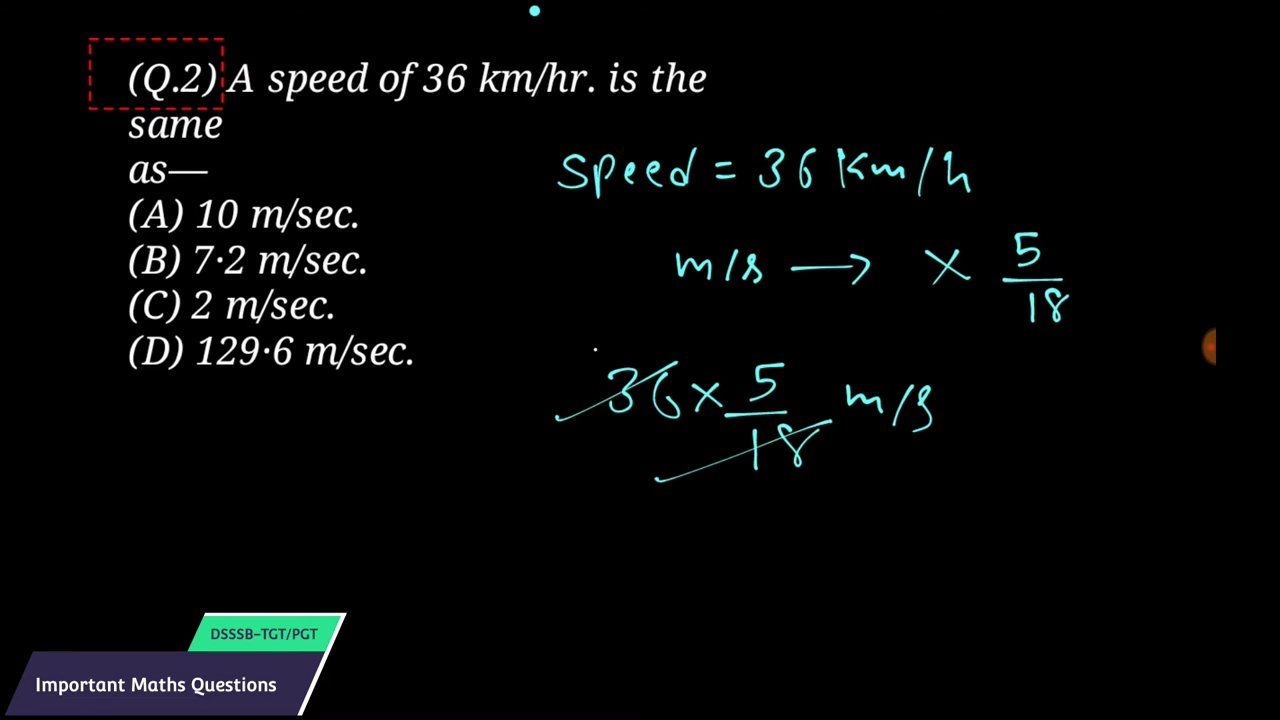 (Q.2) A speed of 36 km/hr. is the
same
as—
(A) 10 m/sec.
(B) 7·2 m/sec.
(C) 2 m/sec.
(D) 129·6 m/sec.
Speed = 36 Km/h
m/s → × 5/18
36 × 5/18 m/s
DSSSB-TGT/PGT
Important Maths Questions